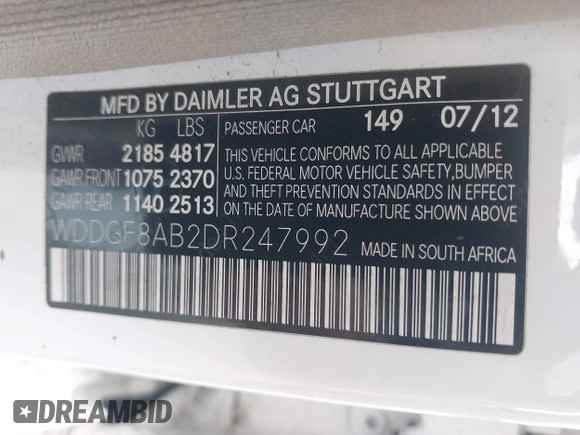 MFD BY DAIMLER AG STUTTGART
KG LBS
GVWR 2185 4817
GAWR FRONT 1075 2370
GAWR REAR 1140 2513
PASSENGER CAR 149 07/12
THIS VEHICLE CONFORMS TO ALL APPLICABLE
U.S. FEDERAL MOTOR VEHICLE SAFETY,BUMPER
AND THEFT PREVENTION STANDARDS IN EFFECT
ON THE DATE OF MANUFACTURE SHOWN ABOVE.
WDDGF8AB2DR247992 MADE IN SOUTH AFRICA
DREAMBID